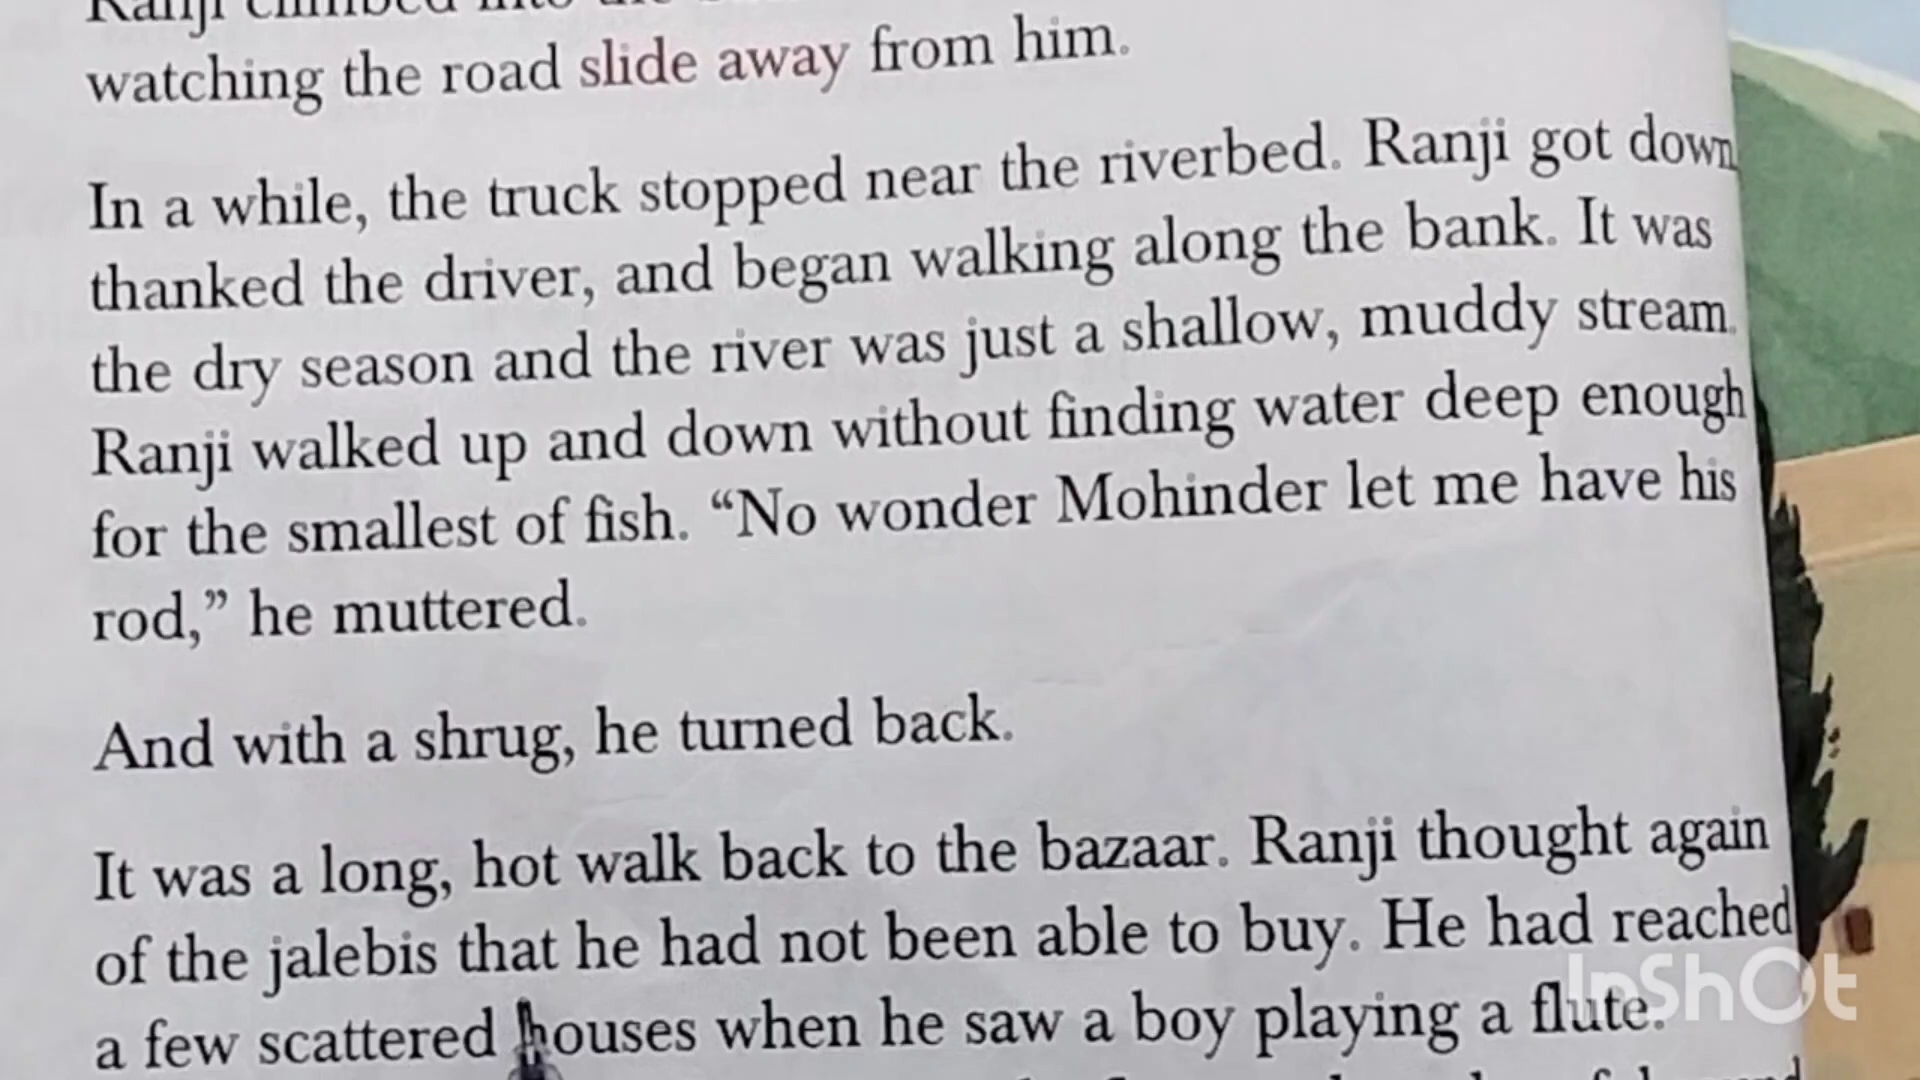 Ranji climbed into the
watching the road slide away from him.
In a while, the truck stopped near the riverbed. Ranji got down
thanked the driver, and began walking along the bank. It was
the dry season and the river was just a shallow, muddy stream.
Ranji walked up and down without finding water deep enough
for the smallest of fish. “No wonder Mohinder let me have his
rod,” he muttered.
And with a shrug, he turned back.
It was a long, hot walk back to the bazaar. Ranji thought again
of the jalebis that he had not been able to buy. He had reached
a few scattered houses when he saw a boy playing a flute.
InShOt